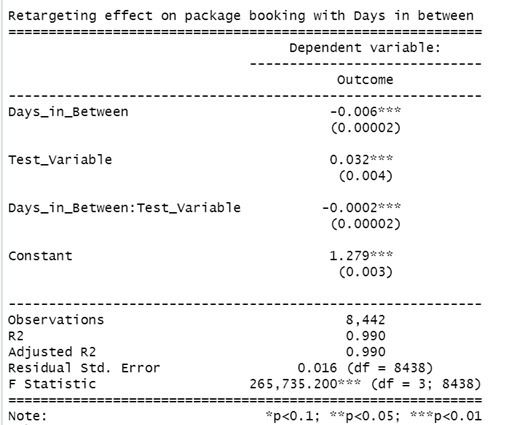 Retargeting effect on package booking with Days in between
==========================================================
Dependent variable:
-----------------------------
Outcome
----------------------------------------------------------
Days_in_Between -0.006***
(0.00002)
Test_Variable 0.032***
(0.004)
Days_in_Between:Test_Variable -0.0002***
(0.00002)
Constant 1.279***
(0.003)
----------------------------------------------------------
Observations 8,442
R2 0.990
Adjusted R2 0.990
Residual Std. Error 0.016 (df = 8438)
F Statistic 265,735.200*** (df = 3; 8438)
==========================================================
Note: *p<0.1; **p<0.05; ***p<0.01